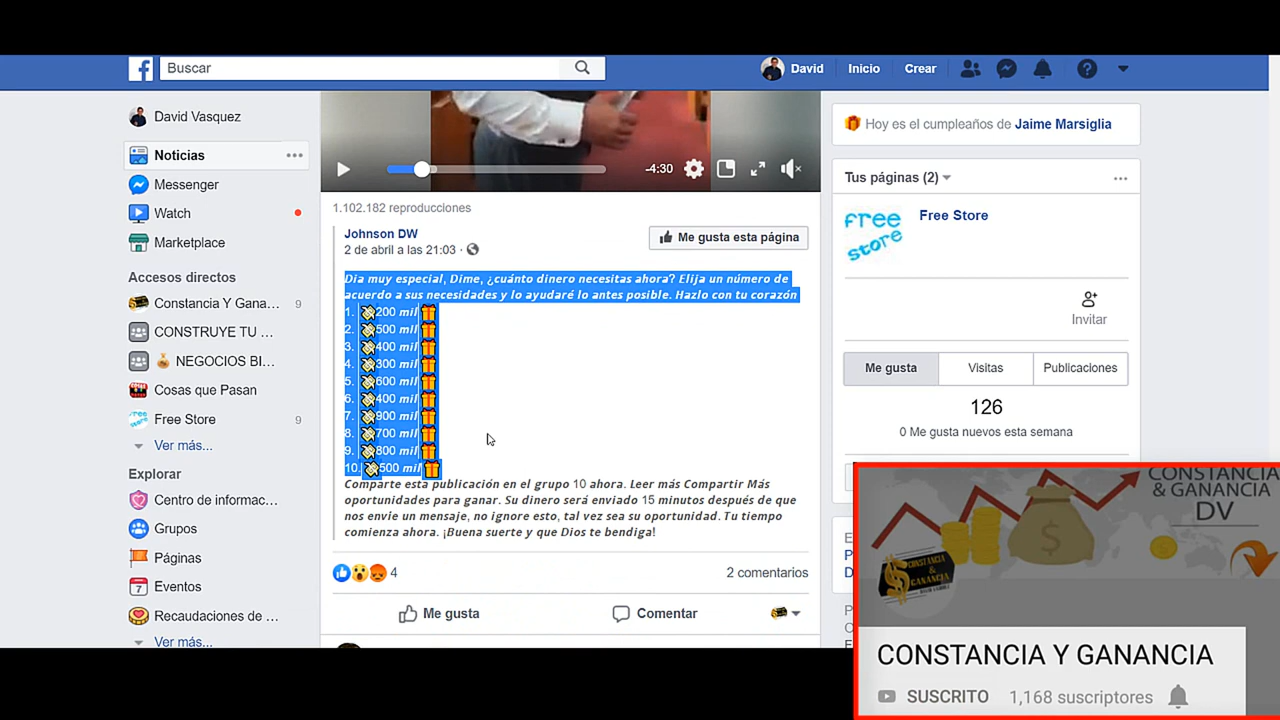 Buscar
David
Inicio
Crear
David Vasquez
Noticias
Messenger
Watch
Marketplace
Accesos directos
Constancia Y Gana... 9
CONSTRUYE TU ...
NEGOCIOS BI...
Cosas que Pasan
Free Store 9
Ver más...
Explorar
Centro de informac...
Grupos
Páginas
Eventos
Recaudaciones de ...
Ver más...
-4:30
1.102.182 reproducciones
Johnson DW
2 de abril a las 21:03 ·
Me gusta esta página
Dia muy especial, Dime, ¿cuánto dinero necesitas ahora? Elija un número de
acuerdo a sus necesidades y lo ayudaré lo antes posible. Hazlo con tu corazón
1. 200 mil
2. 500 mil
3. 400 mil
4. 300 mil
5. 600 mil
6. 400 mil
7. 900 mil
8. 700 mil
9. 800 mil
10. 500 mil
Comparte esta publicación en el grupo 10 ahora. Leer más Compartir Más
oportunidades para ganar. Su dinero será enviado 15 minutos después de que
nos envie un mensaje, no ignore esto, tal vez sea su oportunidad. Tu tiempo
comienza ahora. ¡Buena suerte y que Dios te bendiga!
4
2 comentarios
Me gusta
Comentar
Hoy es el cumpleaños de Jaime Marsiglia
Tus páginas (2)
free
store
Free Store
Invitar
Me gusta
Visitas
Publicaciones
126
0 Me gusta nuevos esta semana
CONSTANCIA
& GANANCIA
DV
CONSTANCIA
&
GANANCIA
CONSTANCIA Y GANANCIA
SUSCRITO 1,168 suscriptores